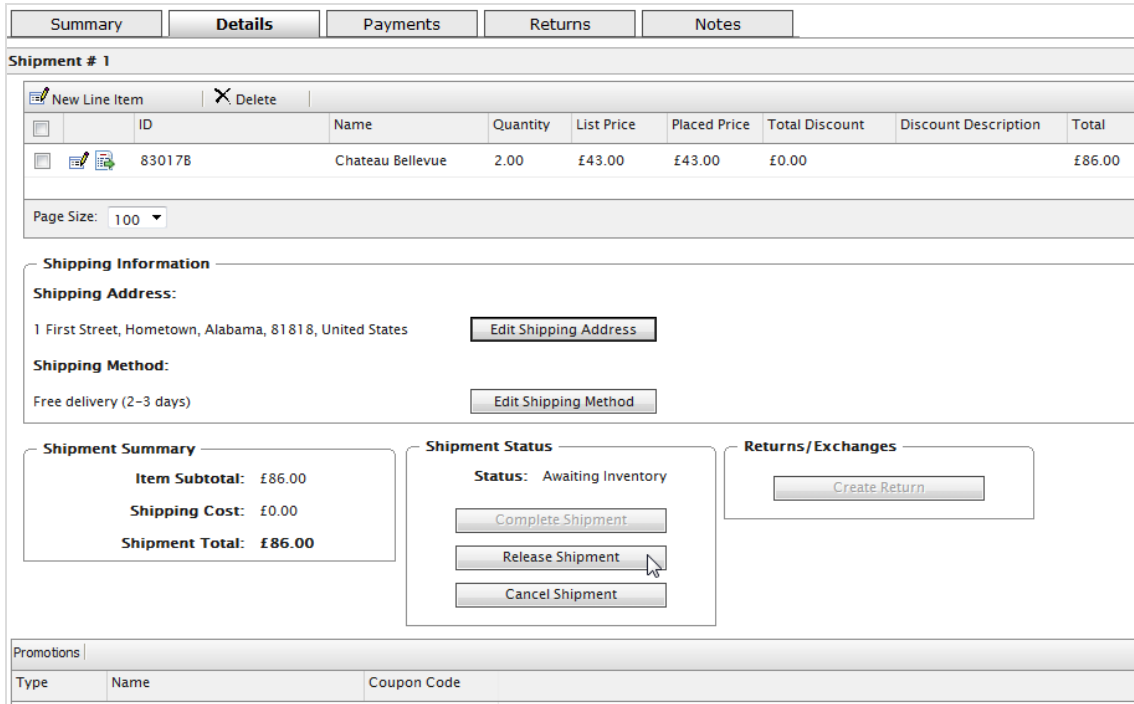 Summary Details Payments Returns Notes
Shipment # 1
New Line Item Delete
ID Name Quantity List Price Placed Price Total Discount Discount Description Total
83017B Chateau Bellevue 2.00 £43.00 £43.00 £0.00 £86.00
Page Size: 100
Shipping Information
Shipping Address:
1 First Street, Hometown, Alabama, 81818, United States Edit Shipping Address
Shipping Method:
Free delivery (2-3 days) Edit Shipping Method
Shipment Summary
Item Subtotal: £86.00
Shipping Cost: £0.00
Shipment Total: £86.00
Shipment Status
Status: Awaiting Inventory
Complete Shipment
Release Shipment
Cancel Shipment
Returns/Exchanges
Create Return
Promotions
Type Name Coupon Code